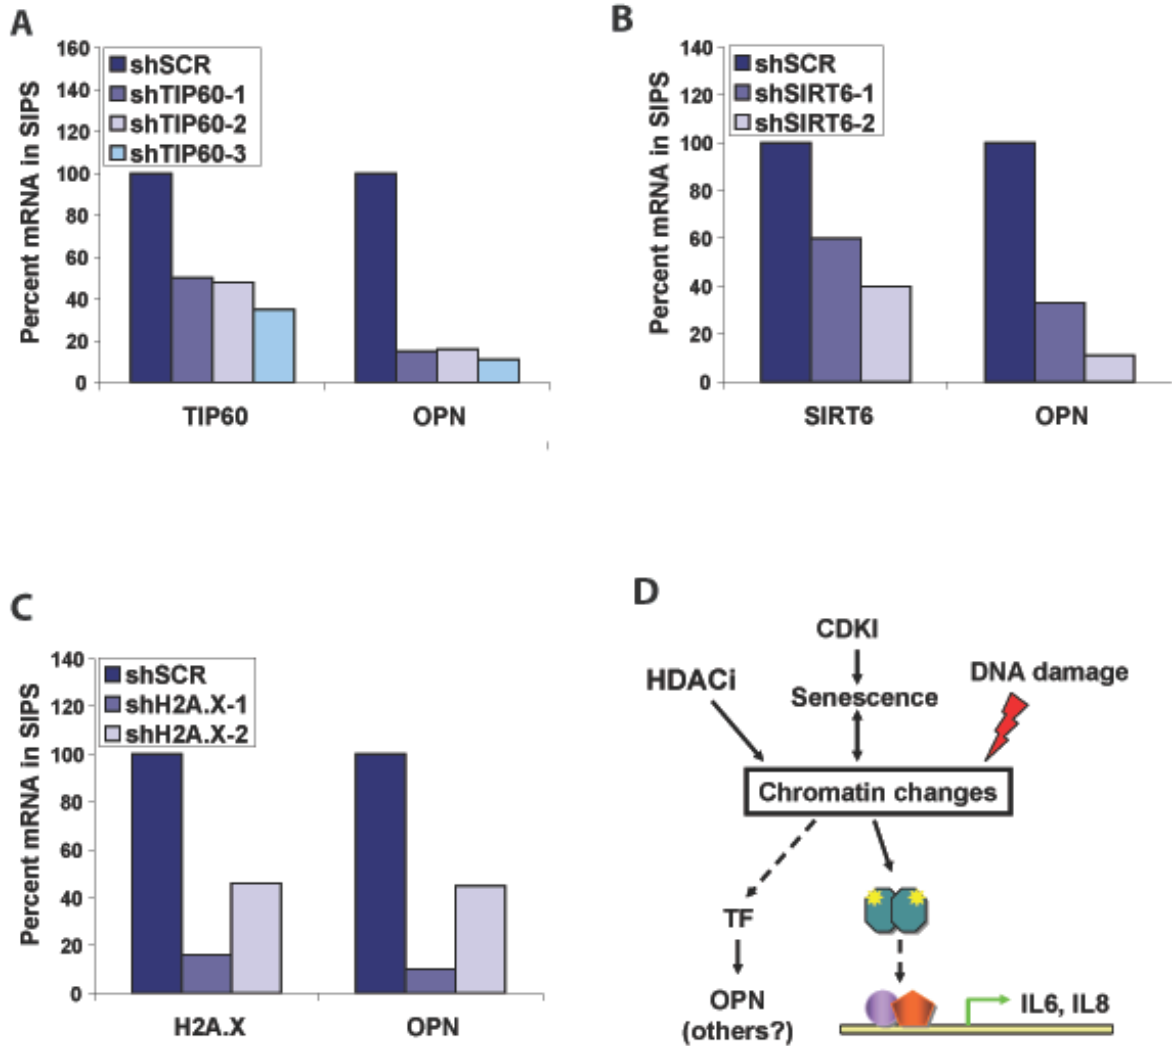 A
Percent mRNA in SIPS
160
140
120
100
80
60
40
20
0
shSCR
shTIP60-1
shTIP60-2
shTIP60-3
TIP60
OPN
B
Percent mRNA in SIPS
140
120
100
80
60
40
20
0
shSCR
shSIRT6-1
shSIRT6-2
SIRT6
OPN
C
Percent mRNA in SIPS
140
120
100
80
60
40
20
0
shSCR
shH2A.X-1
shH2A.X-2
H2A.X
OPN
D
CDKI
HDACi
Senescence
DNA damage
Chromatin changes
TF
OPN
(others?)
IL6, IL8